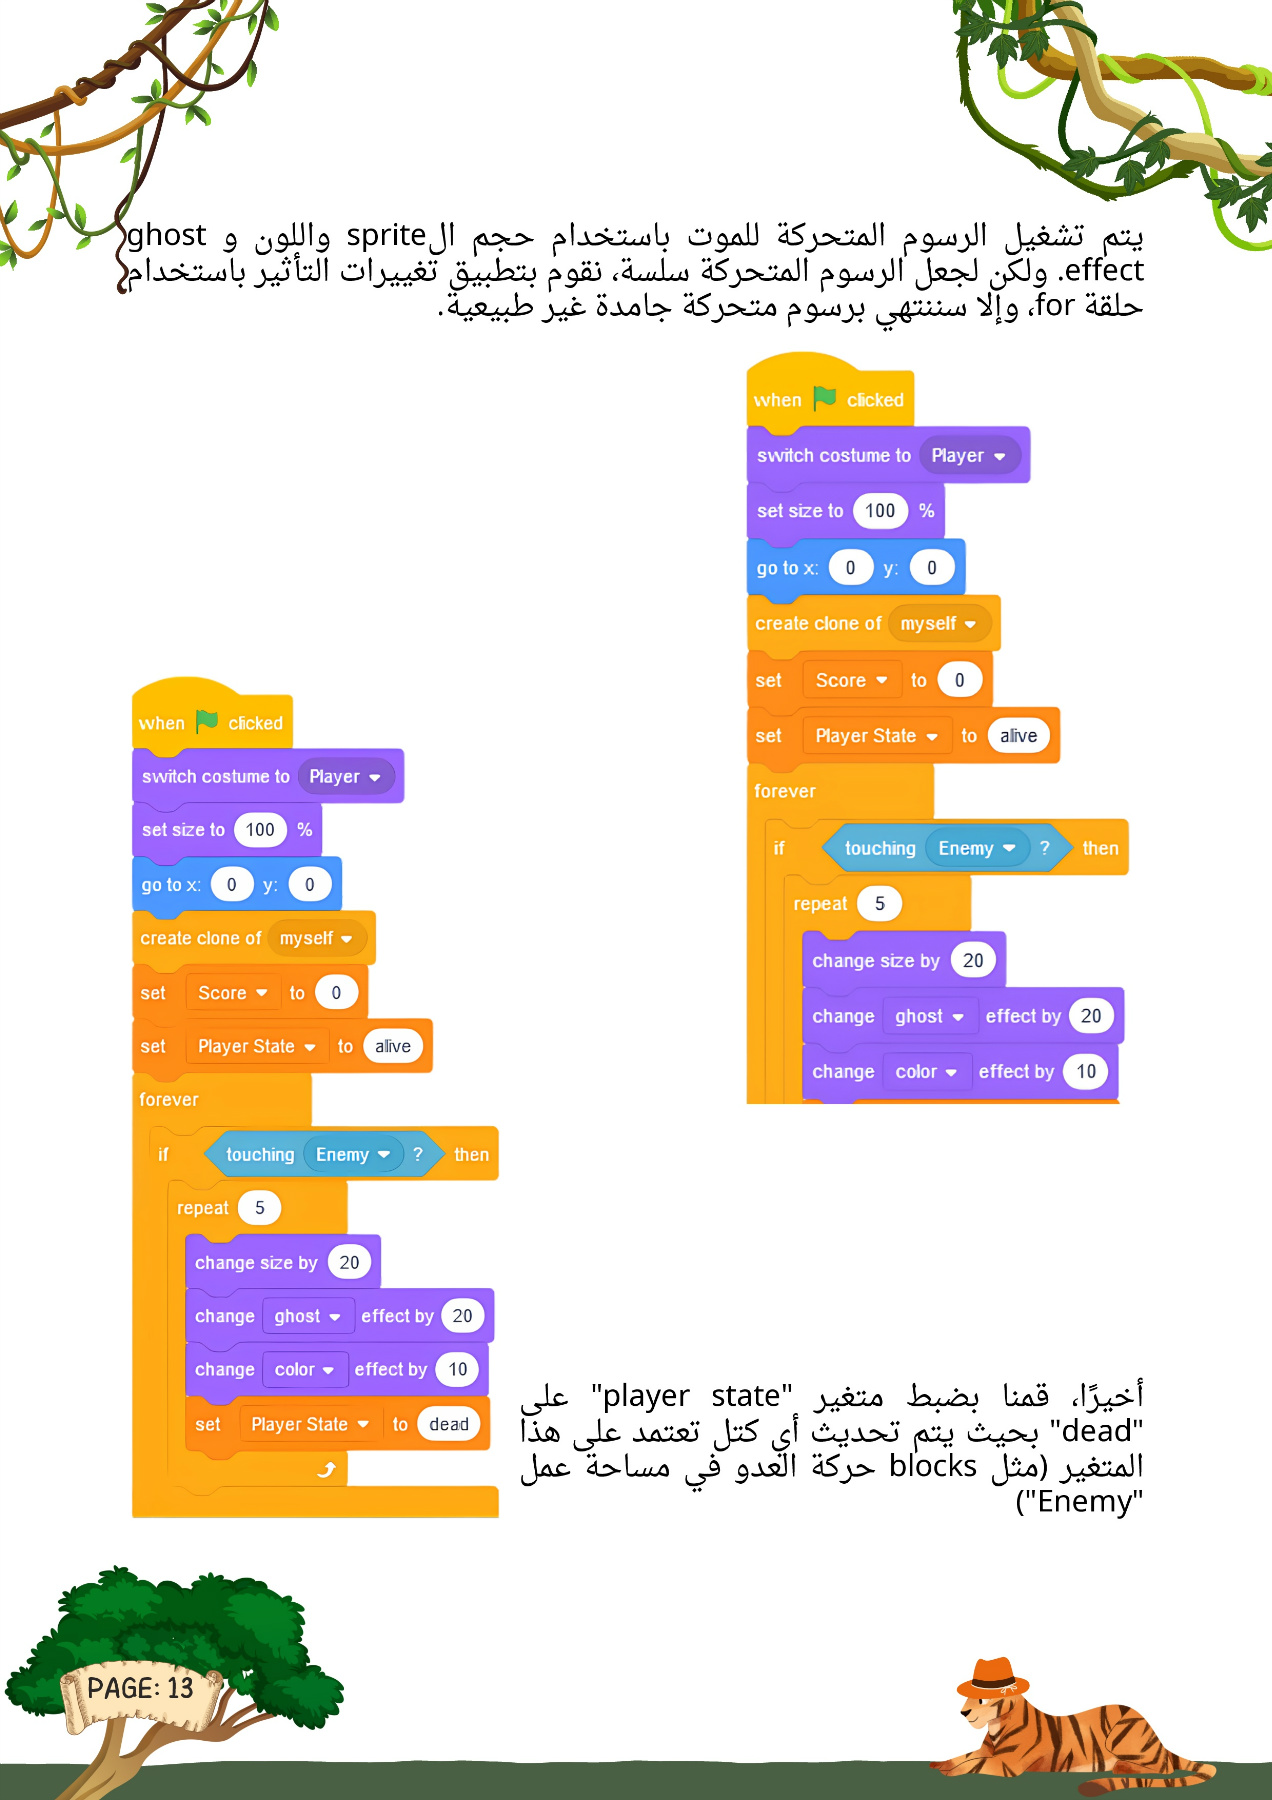 يتم تشغيل الرسوم المتحركة للموت باستخدام حجم الsprite واللون و ghost
effect. ولكن لجعل الرسوم المتحركة سلسة، نقوم بتطبيق تغييرات التأثير باستخدام
حلقة for، وإلا سننتهي برسوم متحركة جامدة غير طبيعية.
when clicked
switch costume to Player
set size to 100 %
go to x: 0 y: 0
create clone of myself
set Score to 0
set Player State to alive
forever
if touching Enemy ? then
repeat 5
change size by 20
change ghost effect by 20
change color effect by 10
when clicked
switch costume to Player
set size to 100 %
go to x: 0 y: 0
create clone of myself
set Score to 0
set Player State to alive
forever
if touching Enemy ? then
repeat 5
change size by 20
change ghost effect by 20
change color effect by 10
set Player State to dead
أخيرًا، قمنا بضبط متغير "player state" على
"dead" بحيث يتم تحديث أي كتل تعتمد على هذا
المتغير (مثل blocks حركة العدو في مساحة عمل
"Enemy")
PAGE: 13